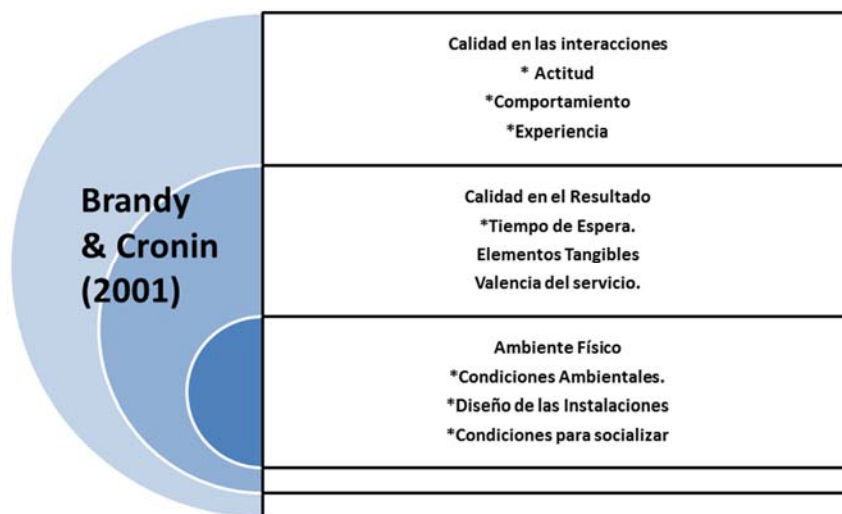 Brandy
& Cronin
(2001)
Calidad en las interacciones
* Actitud
*Comportamiento
*Experiencia
Calidad en el Resultado
*Tiempo de Espera.
Elementos Tangibles
Valencia del servicio.
Ambiente Físico
*Condiciones Ambientales.
*Diseño de las Instalaciones
*Condiciones para socializar